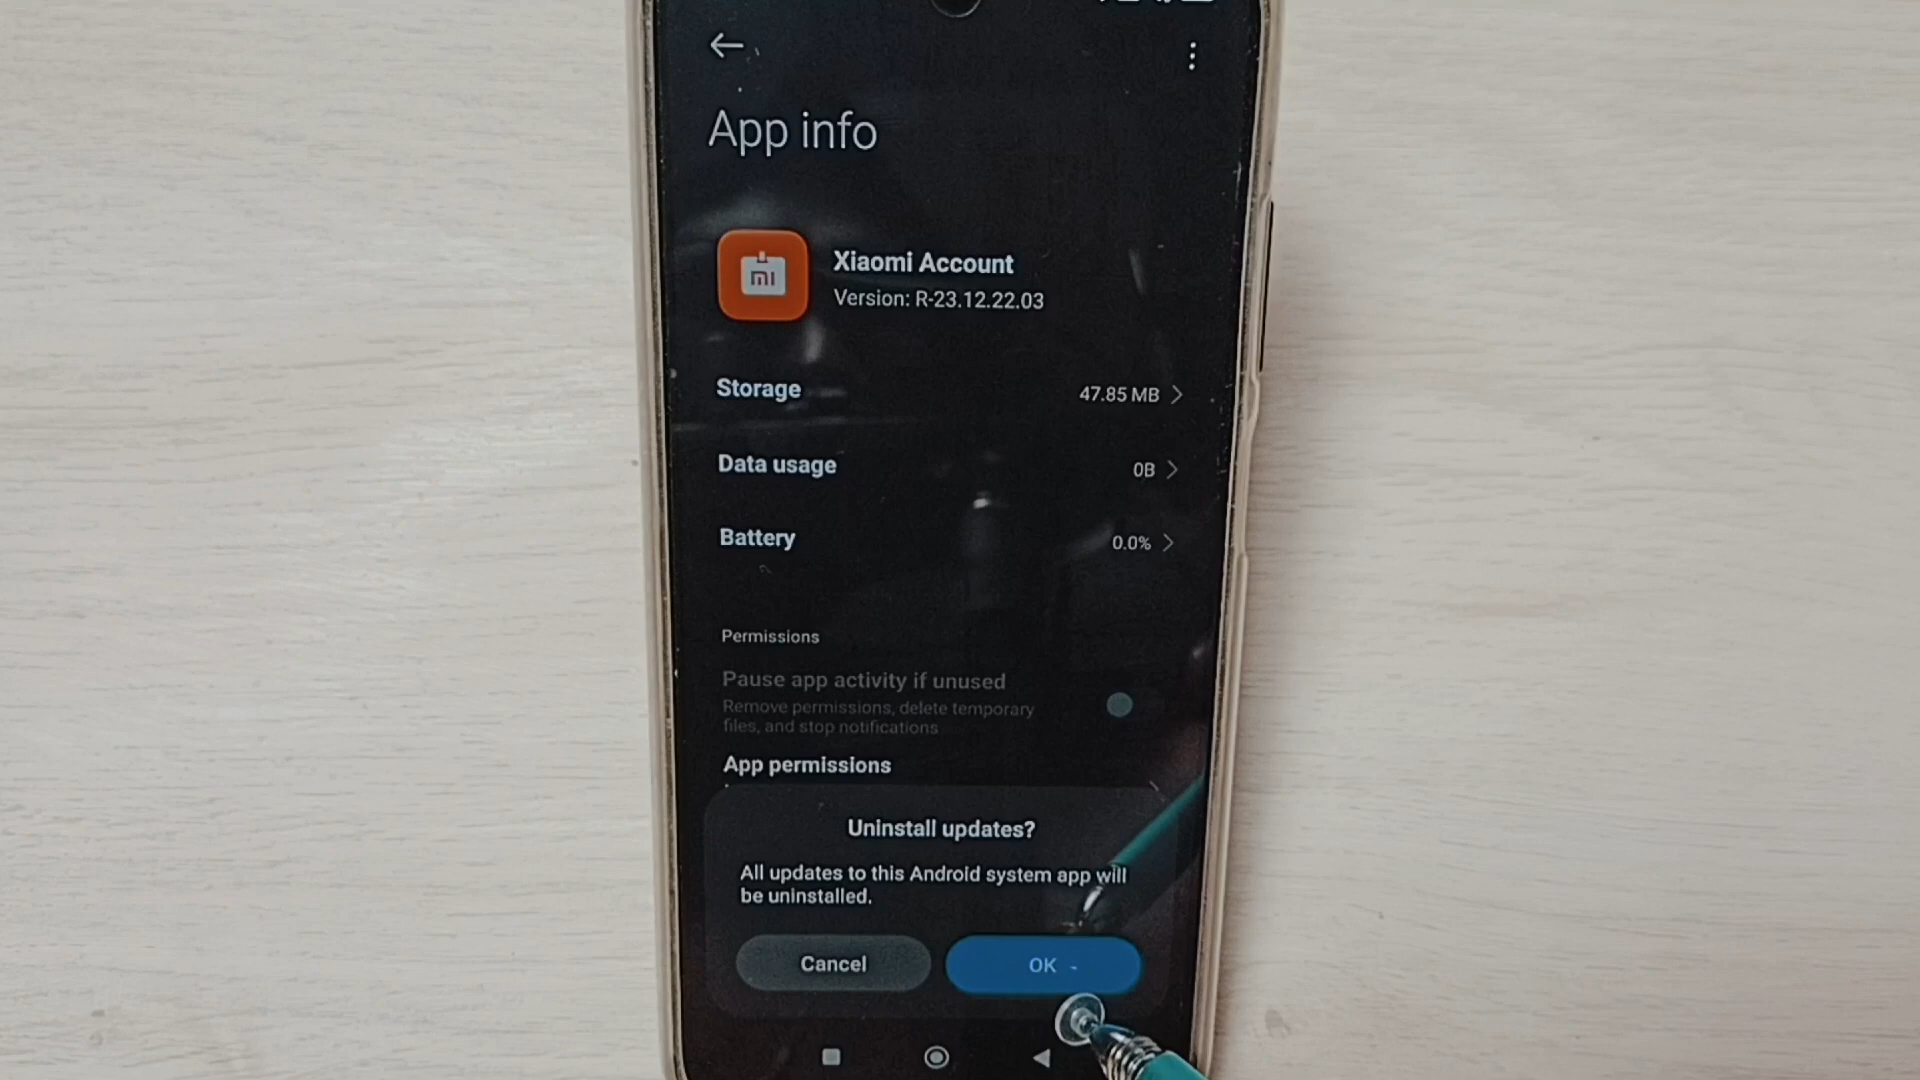 App info
mi
Xiaomi Account
Version: R-23.12.22.03
Storage
47.85 MB
Data usage
0B
Battery
0.0%
Permissions
Pause app activity if unused
Remove permissions, delete temporary
files, and stop notifications
App permissions
Uninstall updates?
All updates to this Android system app will
be uninstalled.
Cancel
OK